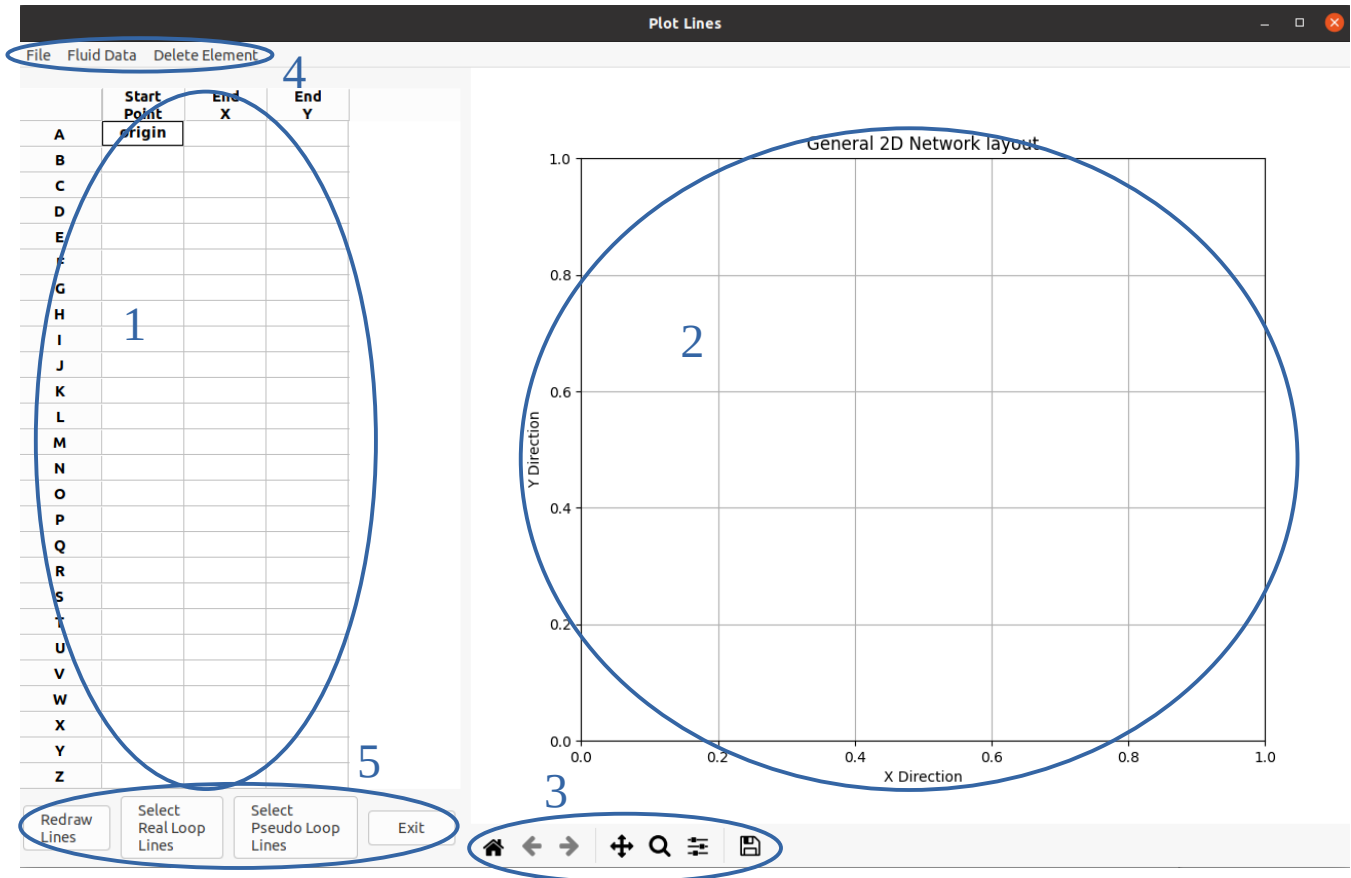 Plot Lines
File Fluid Data Delete Element
4
Start Point End X End Y
A origin
B
C
D
E
F
G
H
I
J
K
L
M
N
O
P
Q
R
S
T
U
V
W
X
Y
Z
1
5
Redraw Lines
Select Real Loop Lines
Select Pseudo Loop Lines
Exit
General 2D Network layout
1.0
0.8
0.6
0.4
0.2
0.0
Y Direction
2
0.0 0.2 0.4 0.6 0.8 1.0
X Direction
3